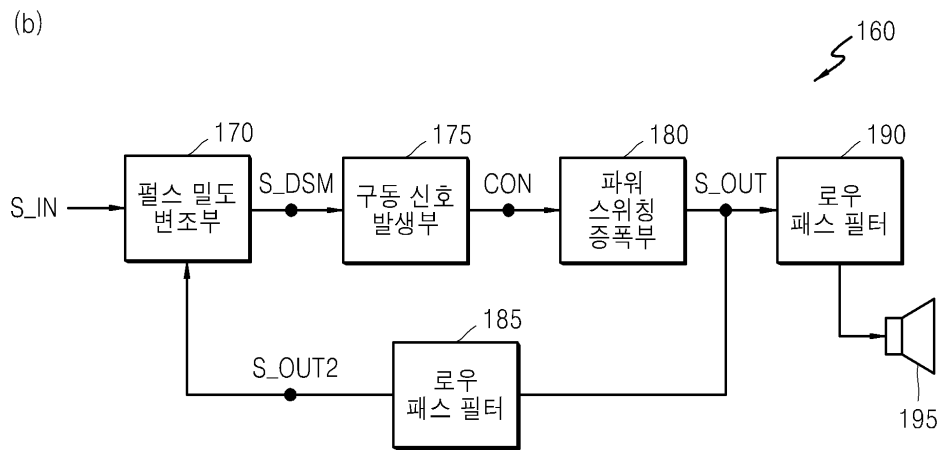 (b)
160
170
175
180
190
S_IN
펄스 밀도
변조부
S_DSM
구동 신호
발생부
CON
파워
스위칭
증폭부
S_OUT
로우
패스 필터
185
S_OUT2
로우
패스 필터
195